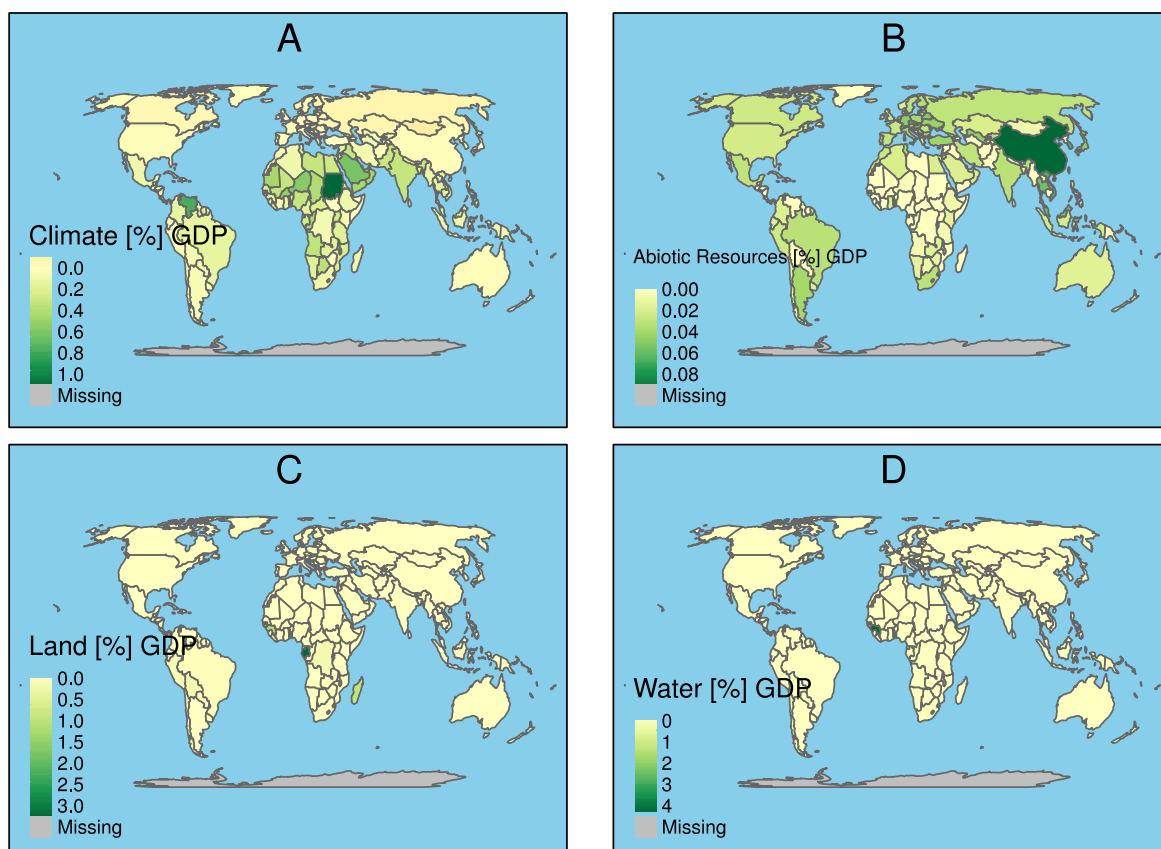 A
Climate [%] GDP
0.0
0.2
0.4
0.6
0.8
1.0
Missing
B
Abiotic Resources [%] GDP
0.00
0.02
0.04
0.06
0.08
Missing
C
Land [%] GDP
0.0
0.5
1.0
1.5
2.0
2.5
3.0
Missing
D
Water [%] GDP
0
1
2
3
4
Missing